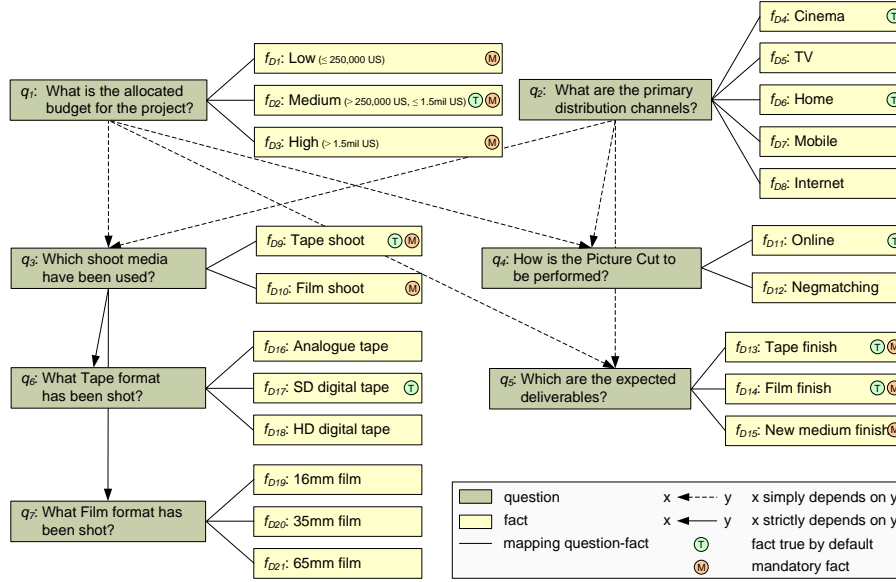 q1: What is the allocated
budget for the project?
fD1: Low (≤ 250,000 US) M
fD2: Medium (> 250,000 US, ≤ 1.5mil US) T M
fD3: High (> 1.5mil US) M
q2: What are the primary
distribution channels?
fD4: Cinema T
fD5: TV
fD6: Home T
fD7: Mobile
fD8: Internet
q3: Which shoot media
have been used?
fD9: Tape shoot T M
fD10: Film shoot M
q4: How is the Picture Cut to
be performed?
fD11: Online T
fD12: Negmatching
q6: What Tape format
has been shot?
fD16: Analogue tape
fD17: SD digital tape T
fD18: HD digital tape
q5: Which are the expected
deliverables?
fD13: Tape finish T M
fD14: Film finish T M
fD15: New medium finish M
q7: What Film format has
been shot?
fD19: 16mm film
fD20: 35mm film
fD21: 65mm film
question
fact
mapping question-fact
x y x simply depends on y
x y x strictly depends on y
T fact true by default
M mandatory fact